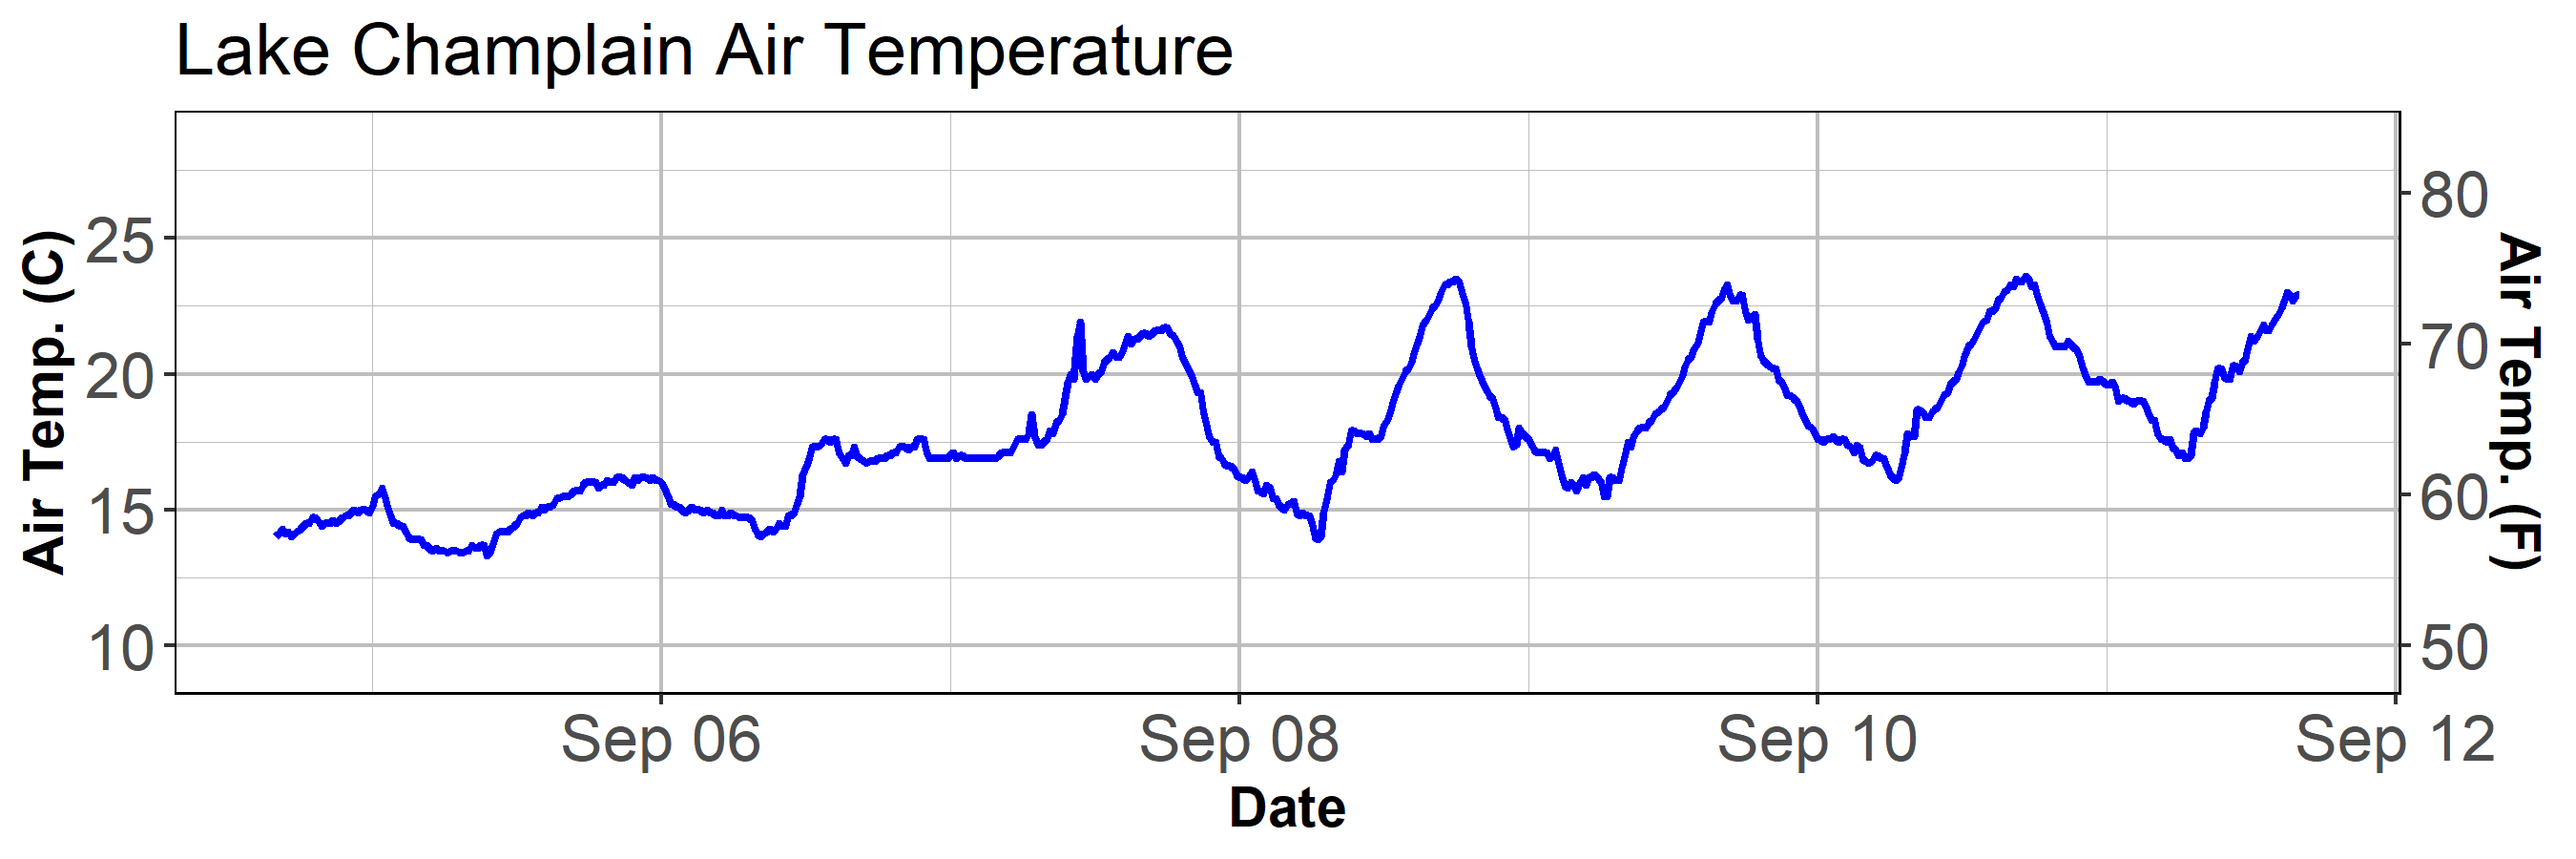 Lake Champlain Air Temperature
Air Temp. (C)
25
20
15
10
80
70
60
50
Air Temp. (F)
Sep 06
Sep 08
Sep 10
Sep 12
Date